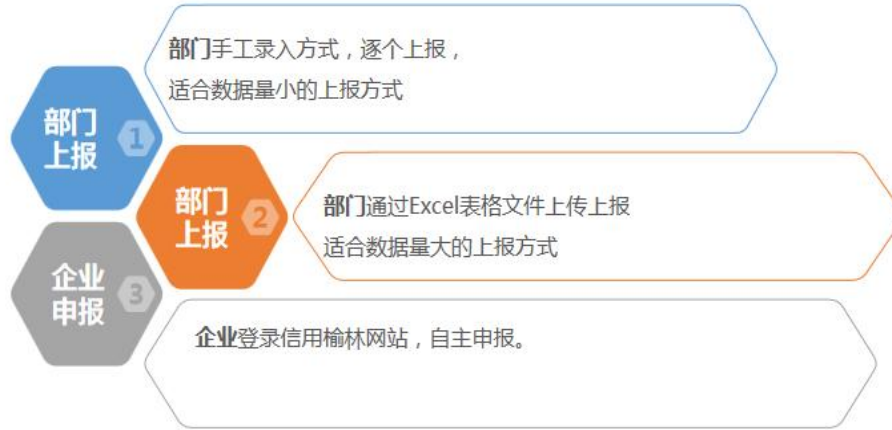 部门手工录入方式，逐个上报，
适合数据量小的上报方式
部门
上报
1
部门
上报
2
部门通过Excel表格文件上传上报
适合数据量大的上报方式
企业
申报
3
企业登录信用榆林网站，自主申报。